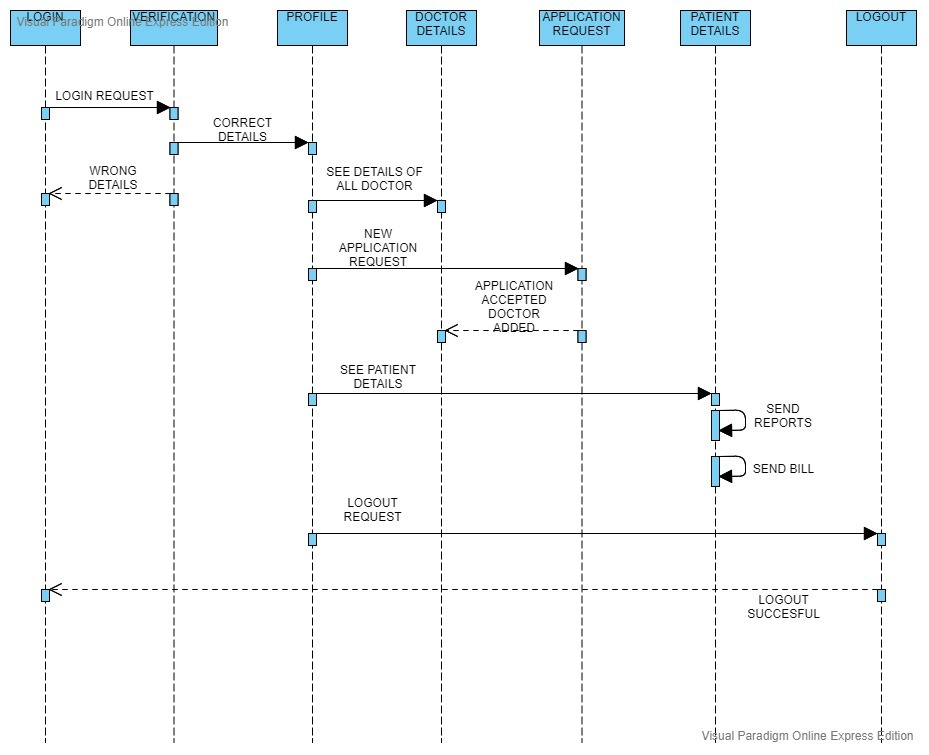 LOGIN
Visual Paradigm Online Express Edition
VERIFICATION
PROFILE
DOCTOR
DETAILS
APPLICATION
REQUEST
PATIENT
DETAILS
LOGOUT
LOGIN REQUEST
CORRECT
DETAILS
WRONG
DETAILS
SEE DETAILS OF
ALL DOCTOR
NEW
APPLICATION
REQUEST
APPLICATION
ACCEPTED
DOCTOR
ADDED
SEE PATIENT
DETAILS
SEND
REPORTS
SEND BILL
LOGOUT
REQUEST
LOGOUT
SUCCESFUL
Visual Paradigm Online Express Edition